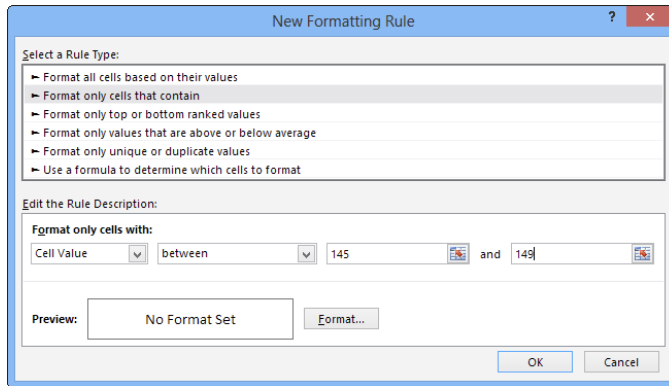 New Formatting Rule
? ×
Select a Rule Type:
► Format all cells based on their values
► Format only cells that contain
► Format only top or bottom ranked values
► Format only values that are above or below average
► Format only unique or duplicate values
► Use a formula to determine which cells to format
Edit the Rule Description:
Format only cells with:
Cell Value between 145 and 149
Preview: No Format Set Format...
OK Cancel